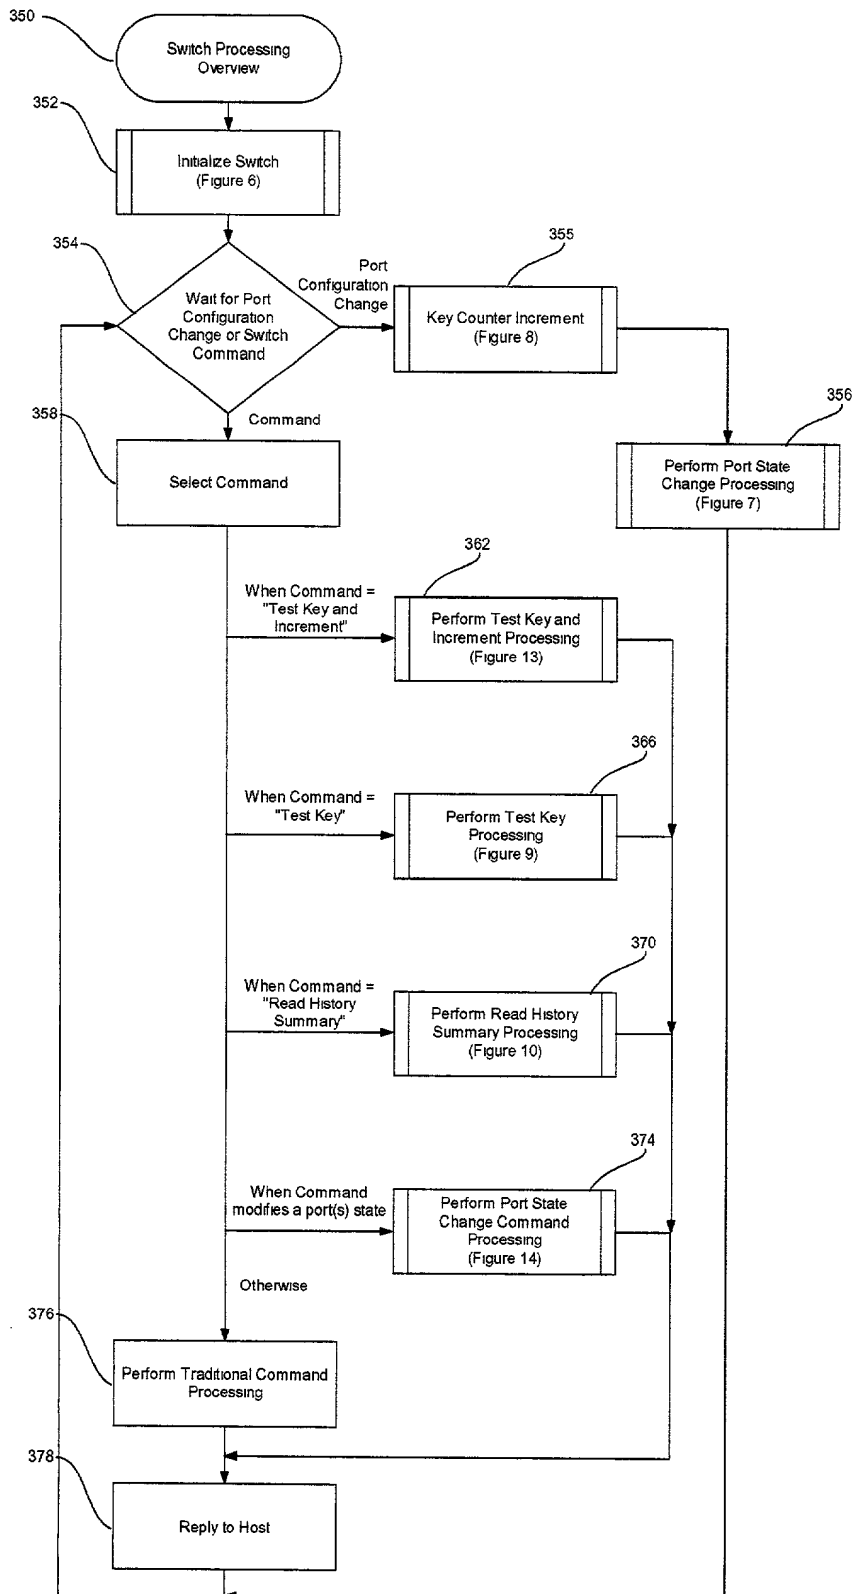 350
Switch Processing
Overview
352
Initialize Switch
(Figure 6)
354
Wait for Port
Configuration
Change or Switch
Command
Port
Configuration
Change
355
Key Counter Increment
(Figure 8)
356
Perform Port State
Change Processing
(Figure 7)
Command
358
Select Command
When Command =
"Test Key and
Increment"
362
Perform Test Key and
Increment Processing
(Figure 13)
When Command =
"Test Key"
366
Perform Test Key
Processing
(Figure 9)
When Command =
"Read History
Summary"
370
Perform Read History
Summary Processing
(Figure 10)
When Command
modifies a port(s) state
374
Perform Port State
Change Command
Processing
(Figure 14)
Otherwise
376
Perform Traditional Command
Processing
378
Reply to Host